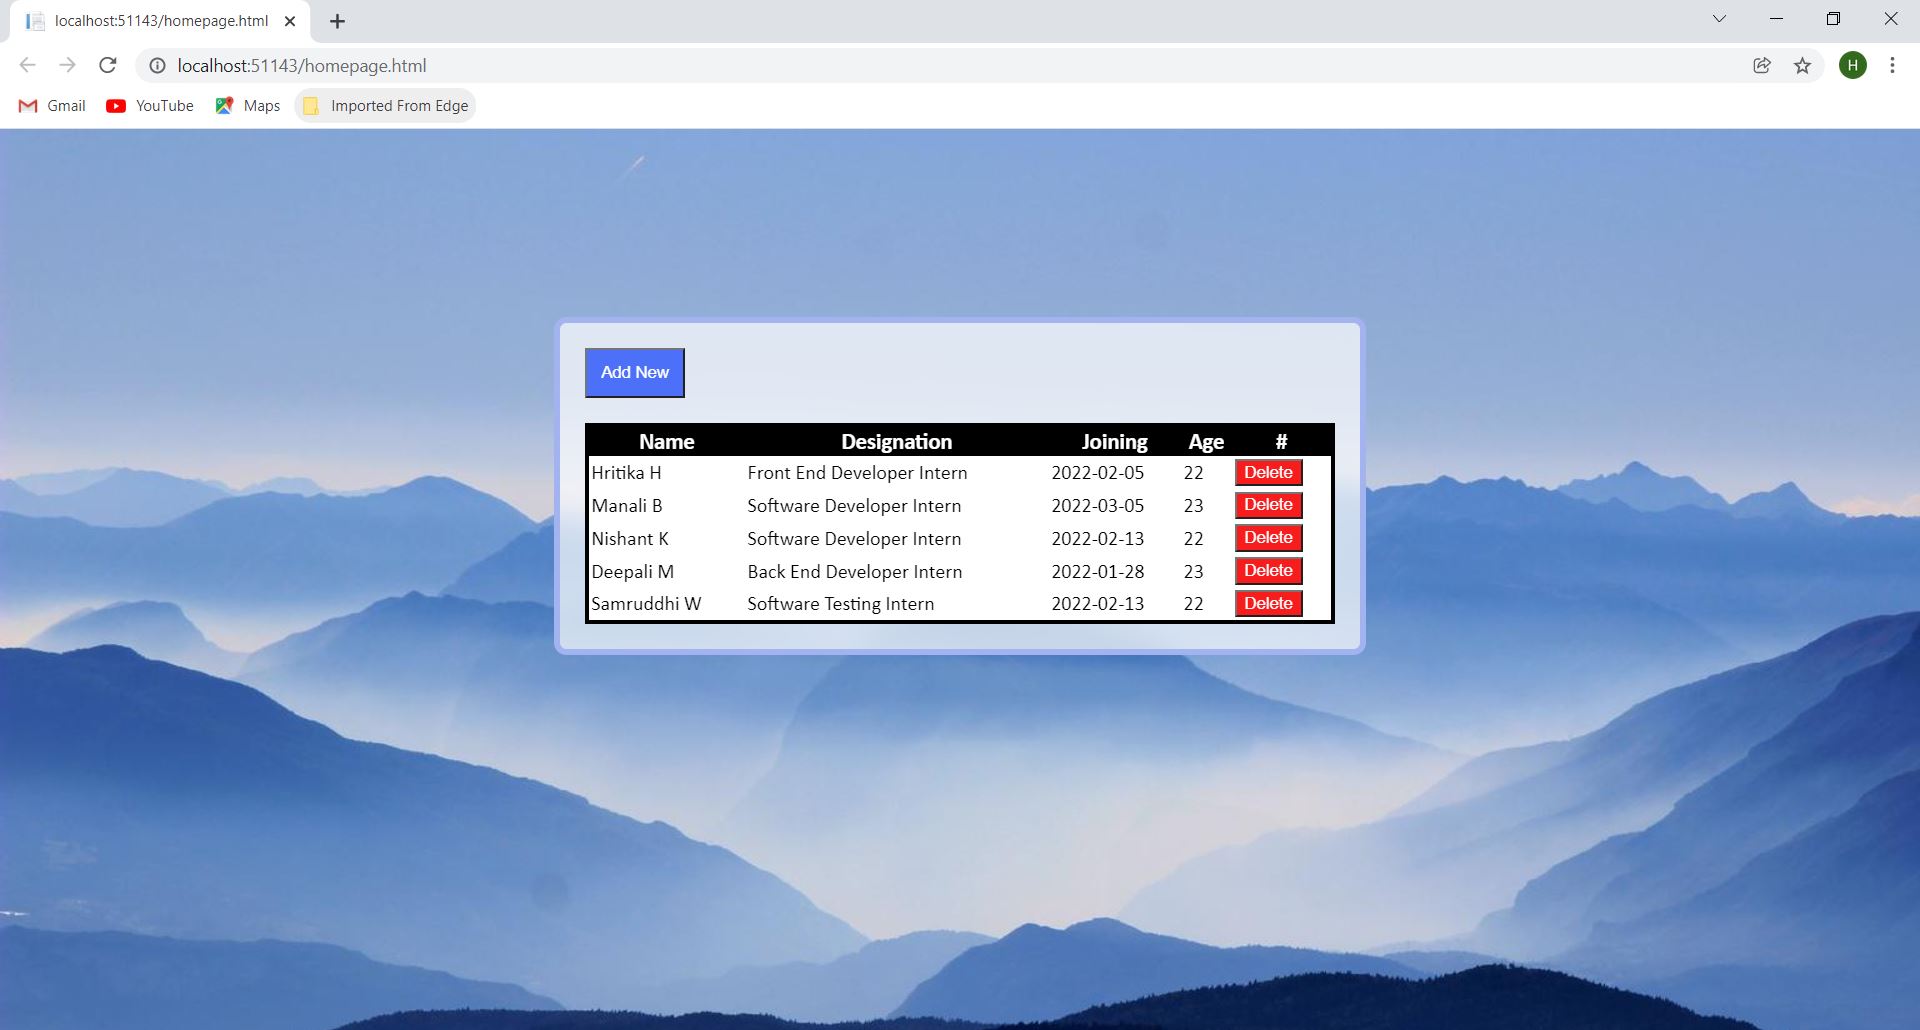 localhost:51143/homepage.html
localhost:51143/homepage.html
H
Gmail YouTube Maps Imported From Edge
Add New
Name Designation Joining Age #
Hritika H Front End Developer Intern 2022-02-05 22 Delete
Manali B Software Developer Intern 2022-03-05 23 Delete
Nishant K Software Developer Intern 2022-02-13 22 Delete
Deepali M Back End Developer Intern 2022-01-28 23 Delete
Samruddhi W Software Testing Intern 2022-02-13 22 Delete